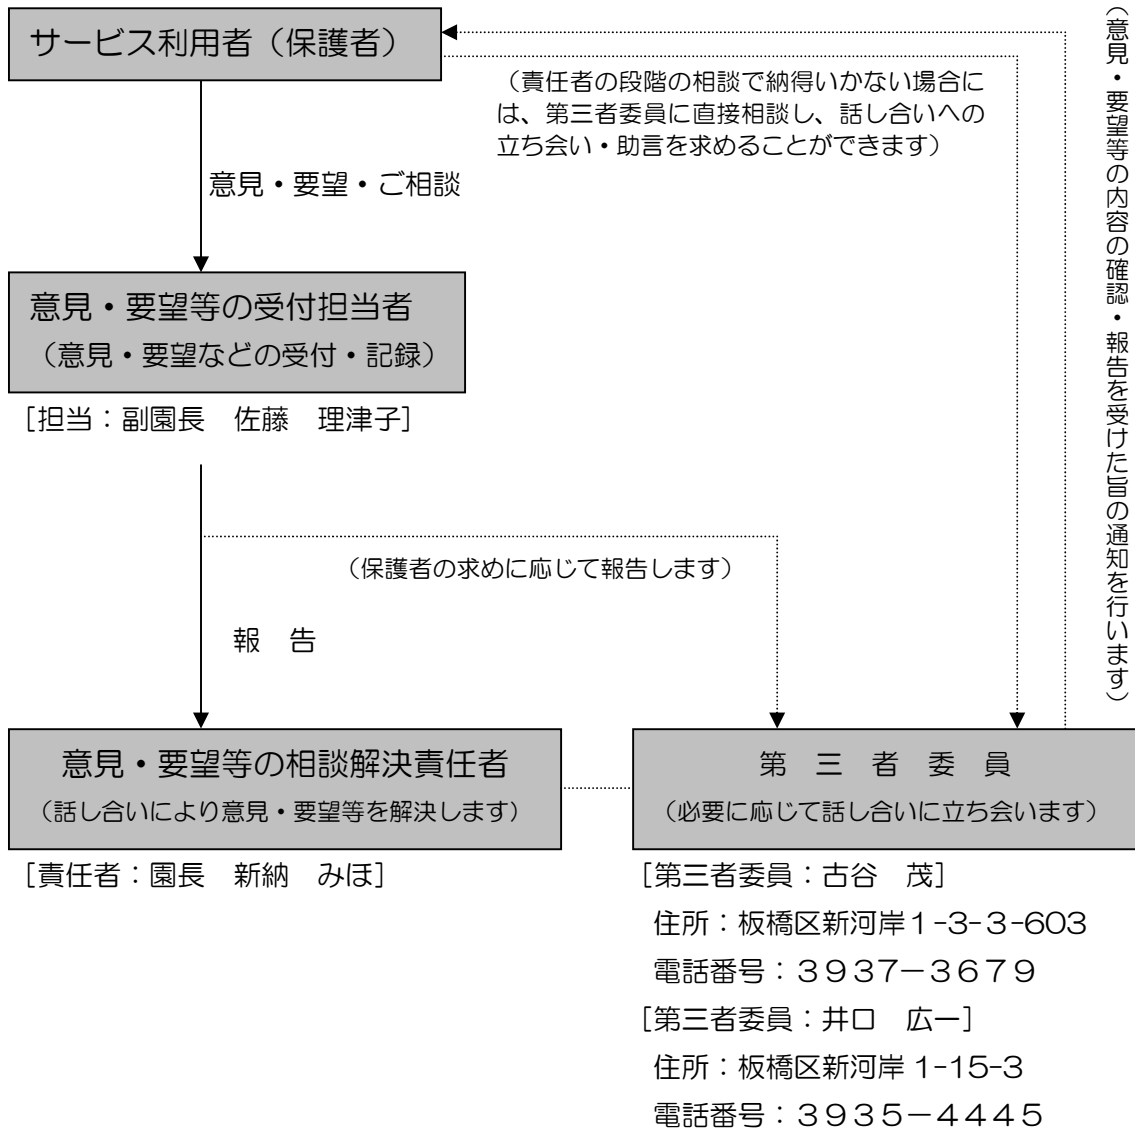 サービス利用者（保護者）
（責任者の段階の相談で納得いかない場合に
は、第三者委員に直接相談し、話し合いへの
立ち会い・助言を求めることができます）
（意見・要望等の内容の確認・報告を受けた旨の通知を行います）
意見・要望・ご相談
意見・要望等の受付担当者
（意見・要望などの受付・記録）
［担当：副園長　佐藤　理津子］
（保護者の求めに応じて報告します）
報　告
意見・要望等の相談解決責任者
（話し合いにより意見・要望等を解決します）
［責任者：園長　新納　みほ］
第　三　者　委　員
（必要に応じて話し合いに立ち会います）
［第三者委員：古谷　茂］
住所：板橋区新河岸１-3-3-603
電話番号：３９３７－３６７９
［第三者委員：井口　広一］
住所：板橋区新河岸 1-15-3
電話番号：３９３５－４４４５